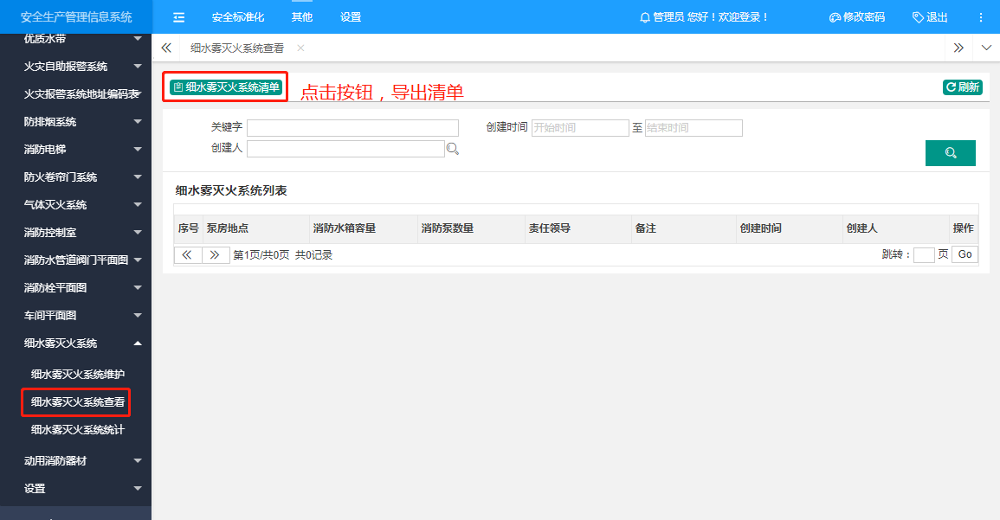 安全生产管理信息系统
安全标准化 其他 设置 管理员 您好！欢迎登录！ 修改密码 退出
优质水带
火灾自助报警系统
火灾报警系统地址编码表
防排烟系统
消防电梯
防火卷帘门系统
气体灭火系统
消防控制室
消防水管道阀门平面图
消防栓平面图
车间平面图
细水雾灭火系统
细水雾灭火系统维护
细水雾灭火系统查看
细水雾灭火系统统计
动用消防器材
设置
细水雾灭火系统查看
细水雾灭火系统清单 点击按钮，导出清单 刷新
关键字 创建时间 开始时间 至 结束时间
创建人
细水雾灭火系统列表
序号 泵房地点 消防水箱容量 消防泵数量 责任领导 备注 创建时间 创建人 操作
第1页/共0页 共0记录 跳转： 页 Go